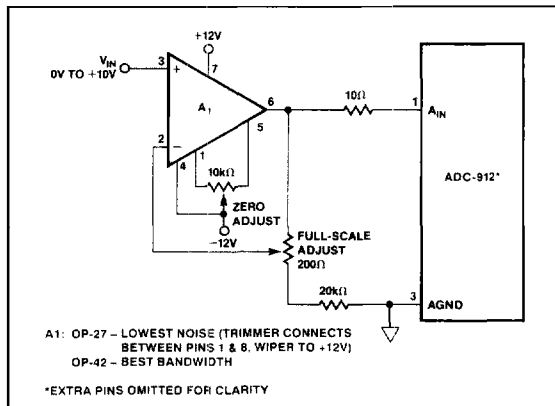 +12V
V_IN
0V TO +10V
3
+
7
A1
6
10Ω
1
A_IN
5
2
−
4
1
10kΩ
ADC-912*
ZERO
ADJUST
−12V
FULL-SCALE
ADJUST
200Ω
20kΩ
3
AGND
A1: OP-27 – LOWEST NOISE (TRIMMER CONNECTS
BETWEEN PINS 1 & 8, WIPER TO +12V)
OP-42 – BEST BANDWIDTH
*EXTRA PINS OMITTED FOR CLARITY